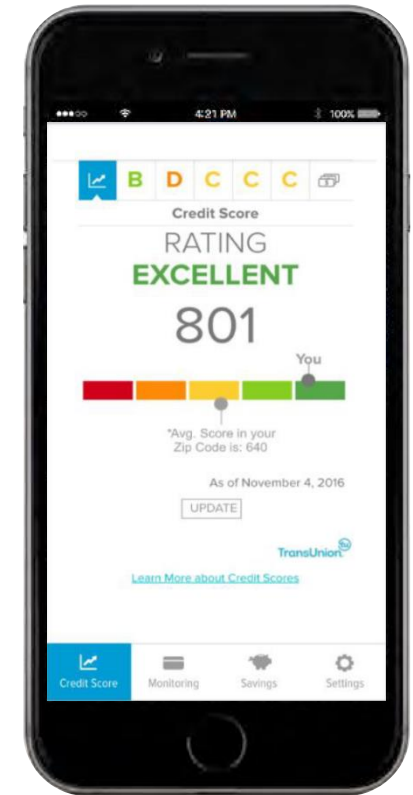 4:21 PM 100%
B D C C C
Credit Score
RATING
EXCELLENT
801
You
*Avg. Score in your
Zip Code is: 640
As of November 4, 2016
UPDATE
TransUnion
Learn More about Credit Scores
Credit Score Monitoring Savings Settings